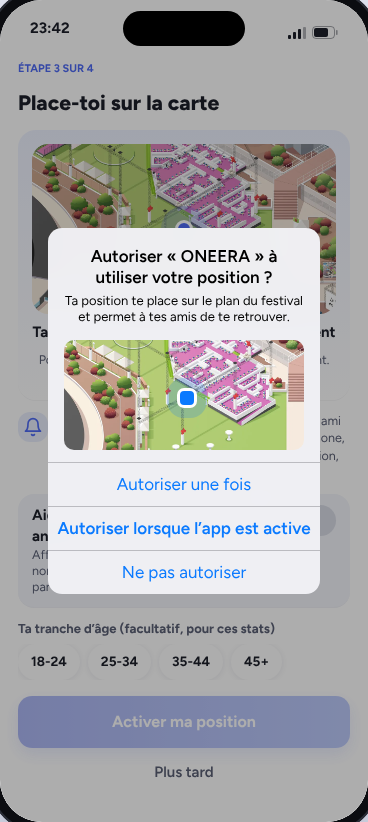 23:42
ÉTAPE 3 SUR 4
Place-toi sur la carte
Autoriser « ONEERA » à
utiliser votre position ?
Ta position te place sur le plan du festival
et permet à tes amis de te retrouver.
Autoriser une fois
Autoriser lorsque l’app est active
Ne pas autoriser
Ta tranche d’âge (facultatif, pour ces stats)
18-24
25-34
35-44
45+
Activer ma position
Plus tard